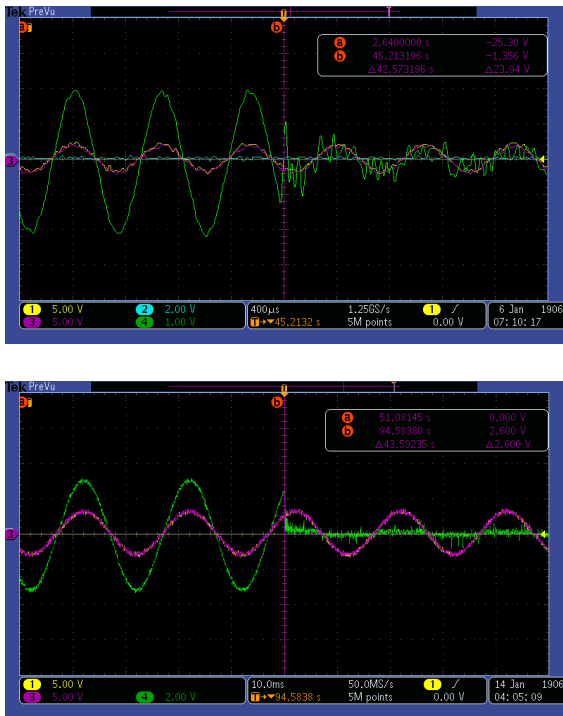 Tek PreVu
a
b
a 2.6400000 s -25.30 V
b 45.213196 s -1.356 V
△42.573196 s △23.94 V
3
1 5.00 V 2 2.00 V 400µs 1.25GS/s 1 6 Jan 1906
3 5.00 V 4 1.00 V T→▼45.2132 s 5M points 0.00 V 07:10:17
Tek PreVu
a
b
a 51.08145 s 0.000 V
b 94.58380 s 2.600 V
△43.50235 s △2.600 V
3
1 5.00 V 10.0ms 50.0MS/s 1 14 Jan 1906
3 5.00 V 4 2.00 V T→▼94.5838 s 5M points 0.00 V 04:05:09